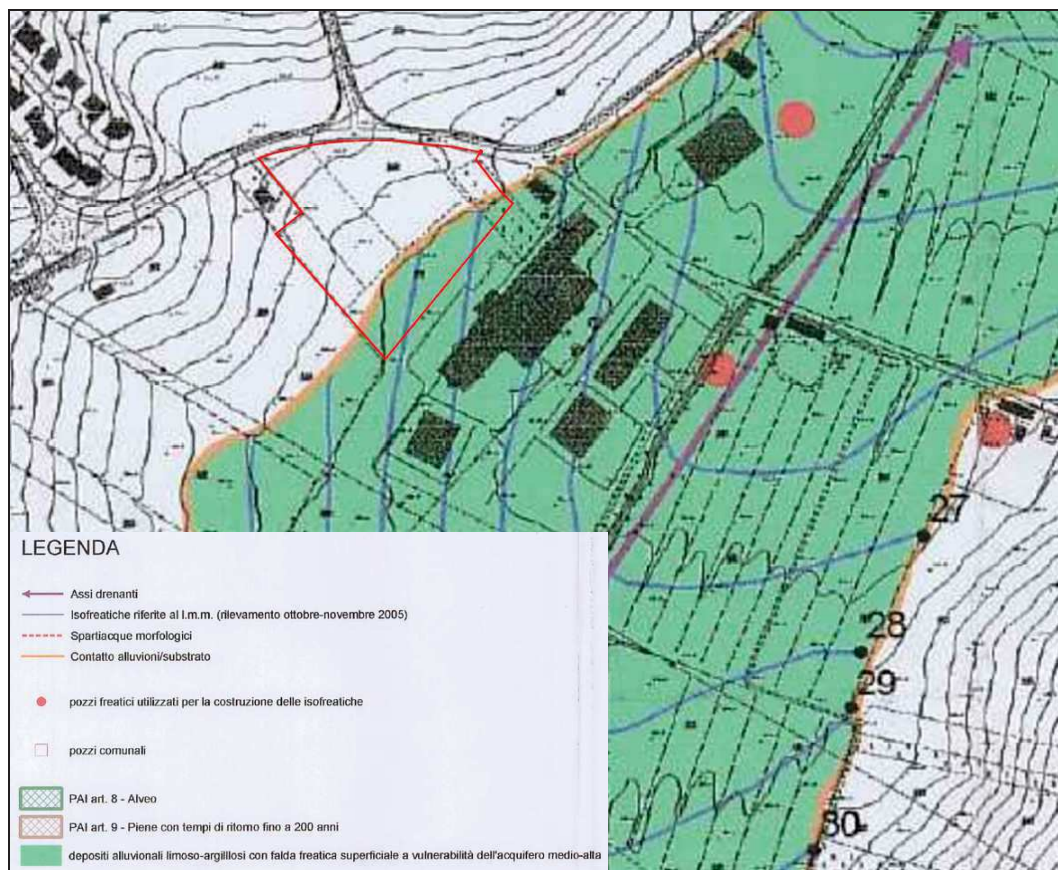 27
28
29
30
LEGENDA
Assi drenanti
Isofreatiche riferite al l.m.m. (rilevamento ottobre-novembre 2005)
Spartiacque morfologici
Contatto alluvioni/substrato
pozzi freatici utilizzati per la costruzione delle isofreatiche
pozzi comunali
PAI art. 8 - Alveo
PAI art. 9 - Piene con tempi di ritorno fino a 200 anni
depositi alluvionali limoso-argilllosi con falda freatica superficiale a vulnerabilità dell'acquifero medio-alta